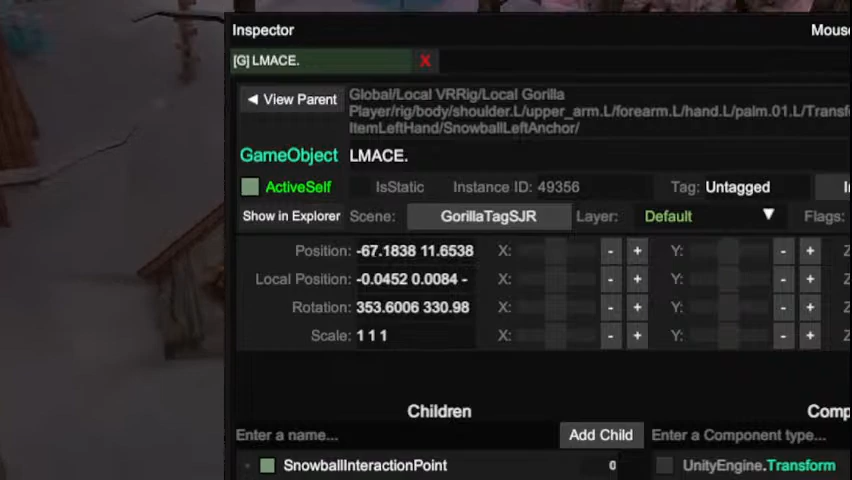 Inspector
Mous
[G] LMACE.
X
◄ View Parent
Global/Local VRRig/Local Gorilla
Player/rig/body/shoulder.L/upper_arm.L/forearm.L/hand.L/palm.01.L/Transf
ItemLeftHand/SnowballLeftAnchor/
GameObject LMACE.
ActiveSelf IsStatic Instance ID: 49356 Tag: Untagged
Show in Explorer Scene: GorillaTagSJR Layer: Default ▼ Flags:
Position: -67.1838 11.6538 X: - + Y: - + Z
Local Position: -0.0452 0.0084 - X: - + Y: - + Z
Rotation: 353.6006 330.98 X: - + Y: - + Z
Scale: 1 1 1 X: - + Y: - + Z
Children Comp
Enter a name... Add Child Enter a Component type...
SnowballInteractionPoint 0 UnityEngine.Transform